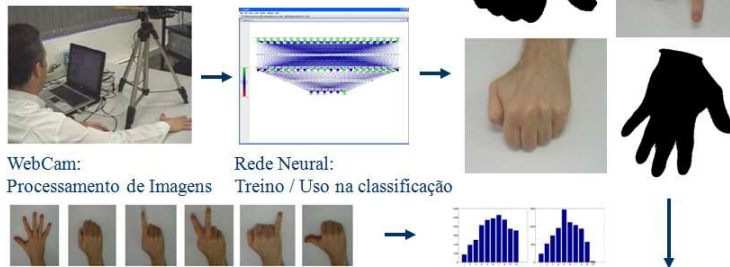 WebCam:
Processamento de Imagens
Rede Neural:
Treino / Uso na classificação